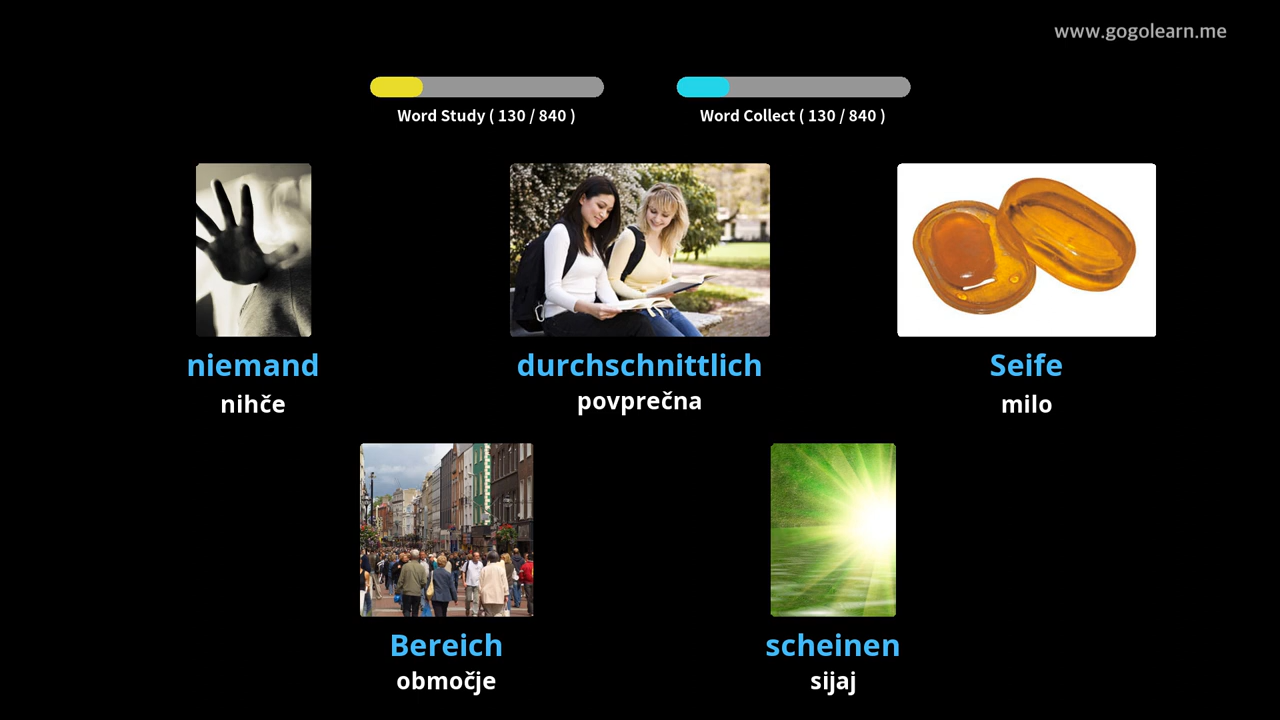 www.gogolearn.me
Word Study ( 130 / 840 )
Word Collect ( 130 / 840 )
niemand
nihče
durchschnittlich
povprečna
Seife
milo
Bereich
območje
scheinen
sijaj